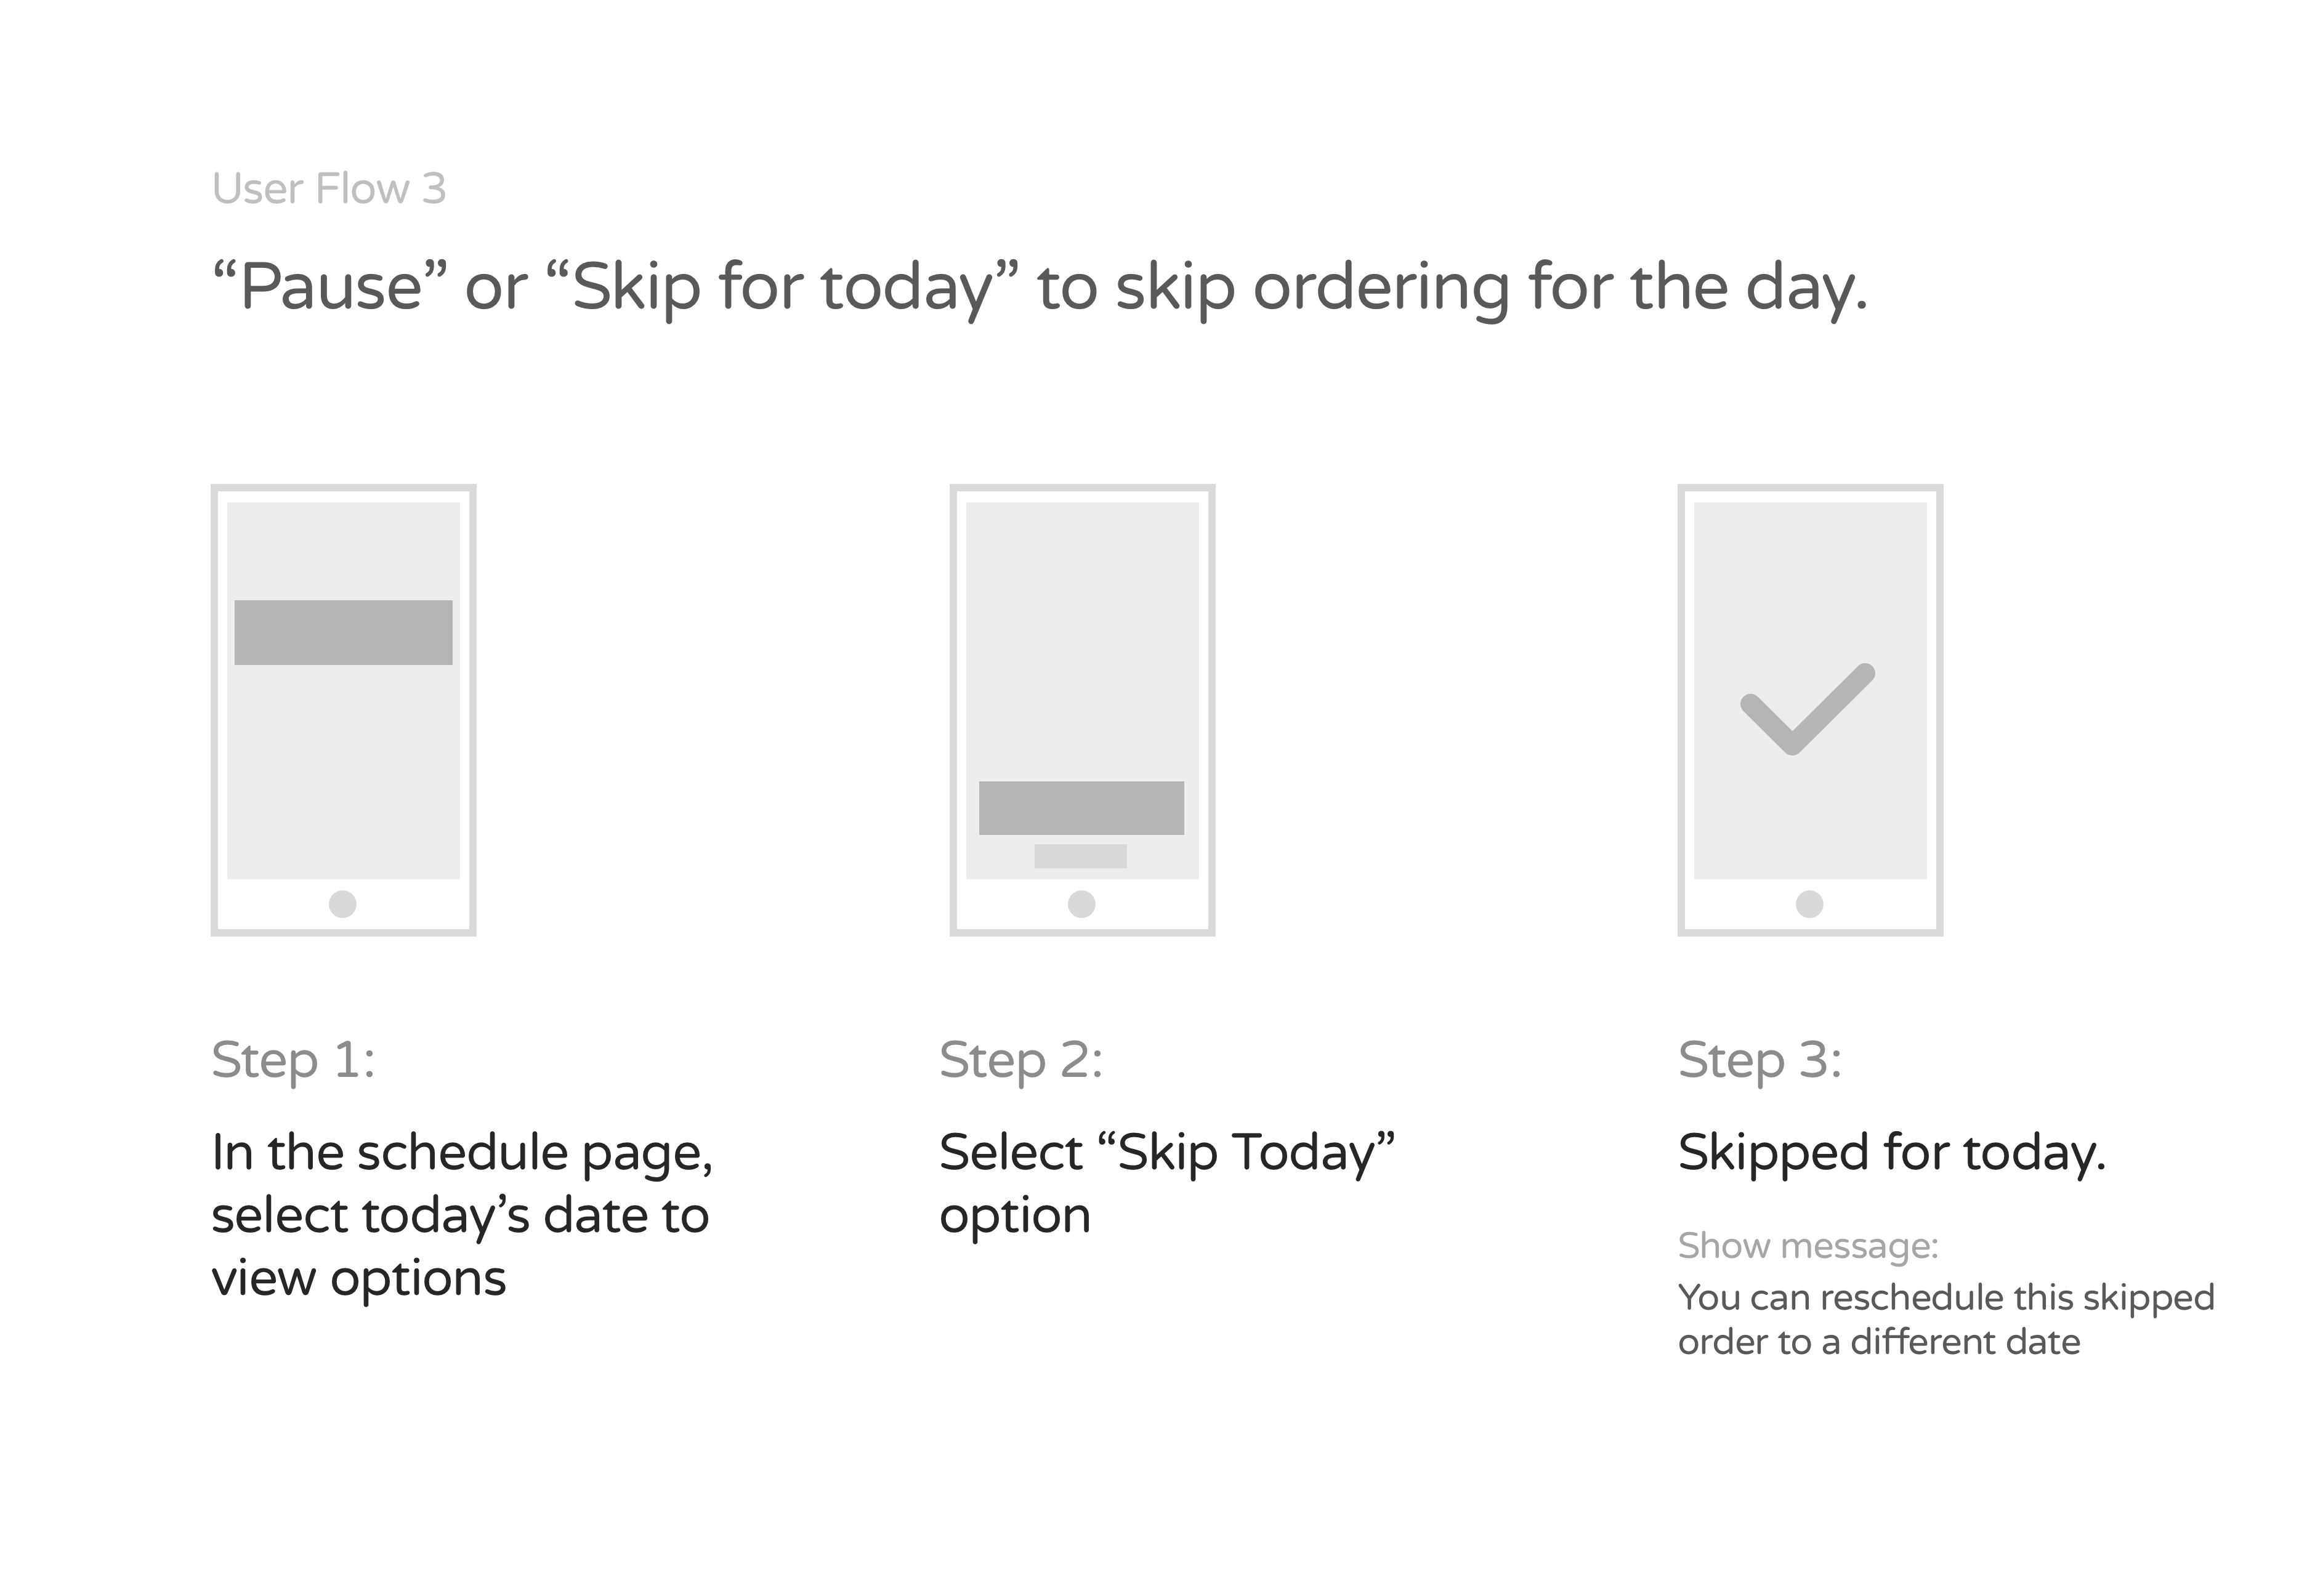 User Flow 3
“Pause” or “Skip for today” to skip ordering for the day.
Step 1:
In the schedule page,
select today’s date to
view options
Step 2:
Select “Skip Today”
option
Step 3:
Skipped for today.
Show message:
You can reschedule this skipped
order to a different date